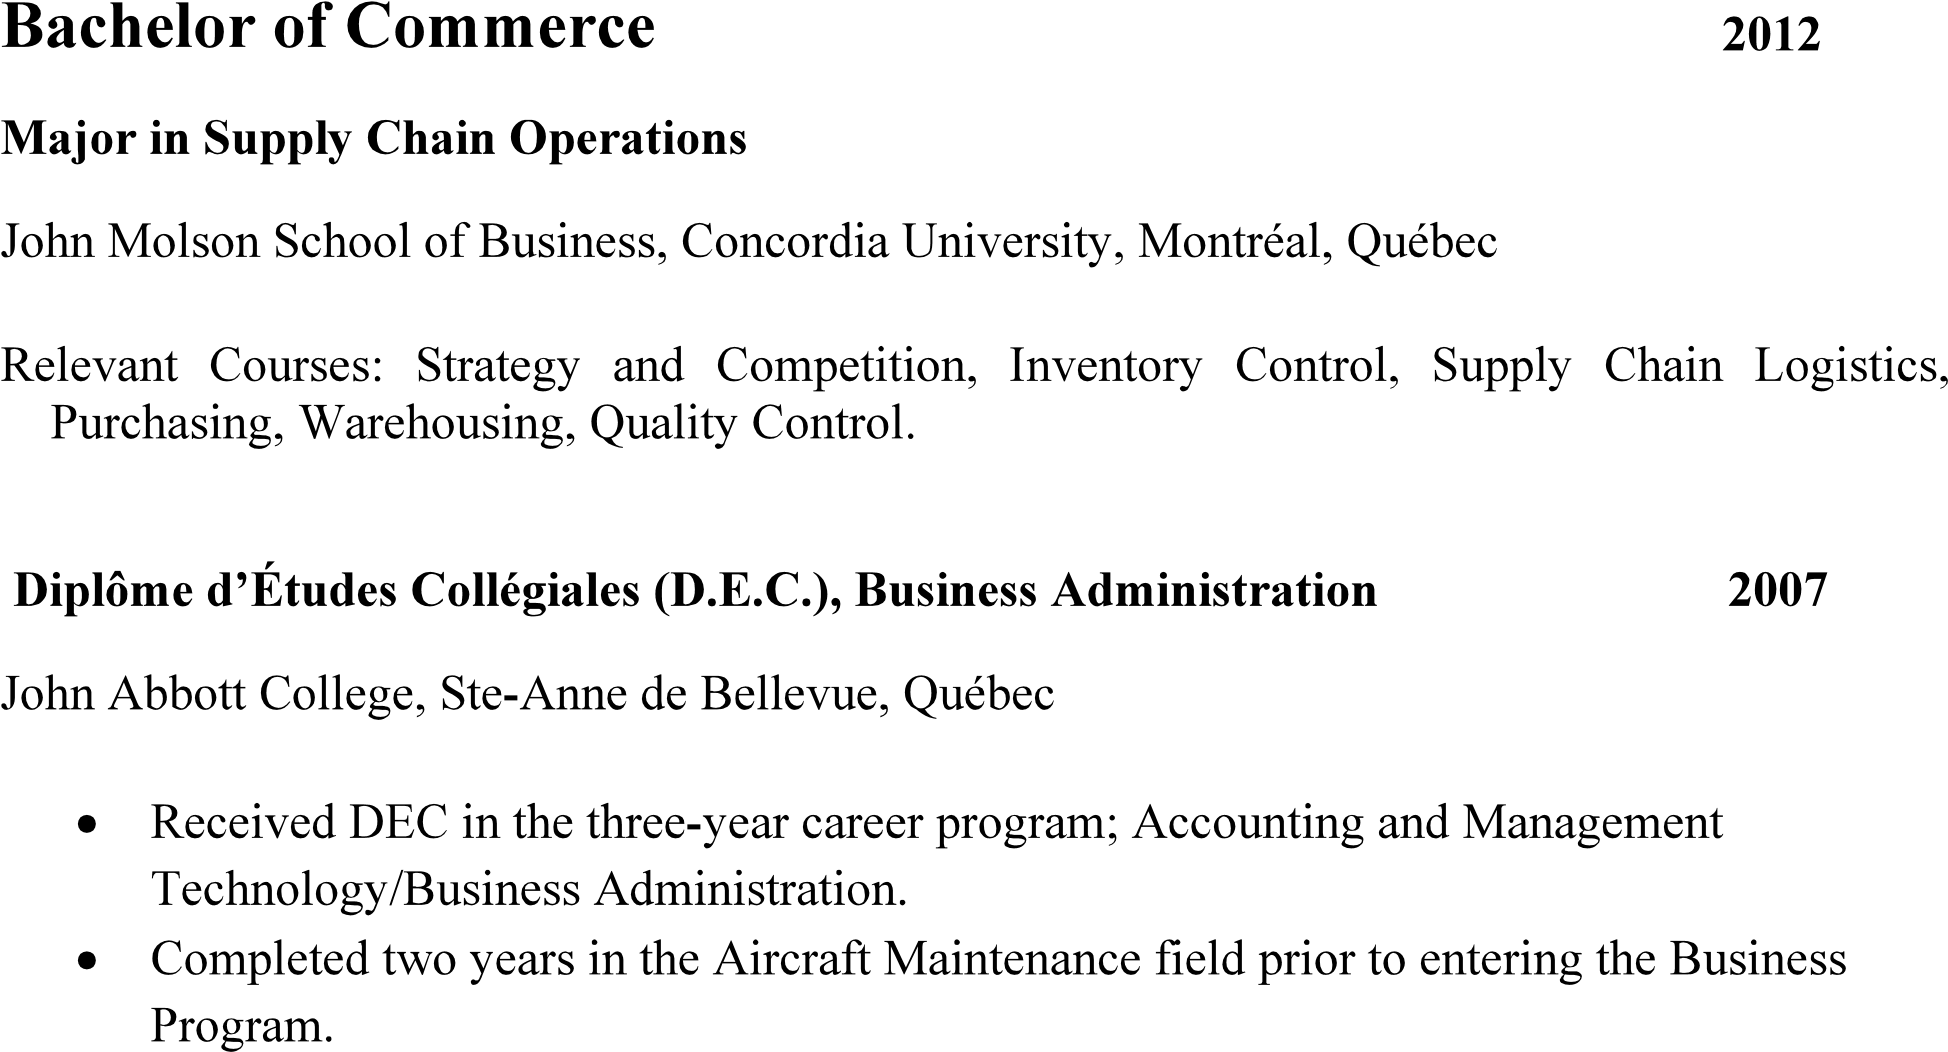 Bachelor of Commerce 2012
Major in Supply Chain Operations
John Molson School of Business, Concordia University, Montréal, Québec
Relevant Courses: Strategy and Competition, Inventory Control, Supply Chain Logistics,
Purchasing, Warehousing, Quality Control.
Diplôme d’Études Collégiales (D.E.C.), Business Administration 2007
John Abbott College, Ste-Anne de Bellevue, Québec
• Received DEC in the three-year career program; Accounting and Management
Technology/Business Administration.
• Completed two years in the Aircraft Maintenance field prior to entering the Business
Program.